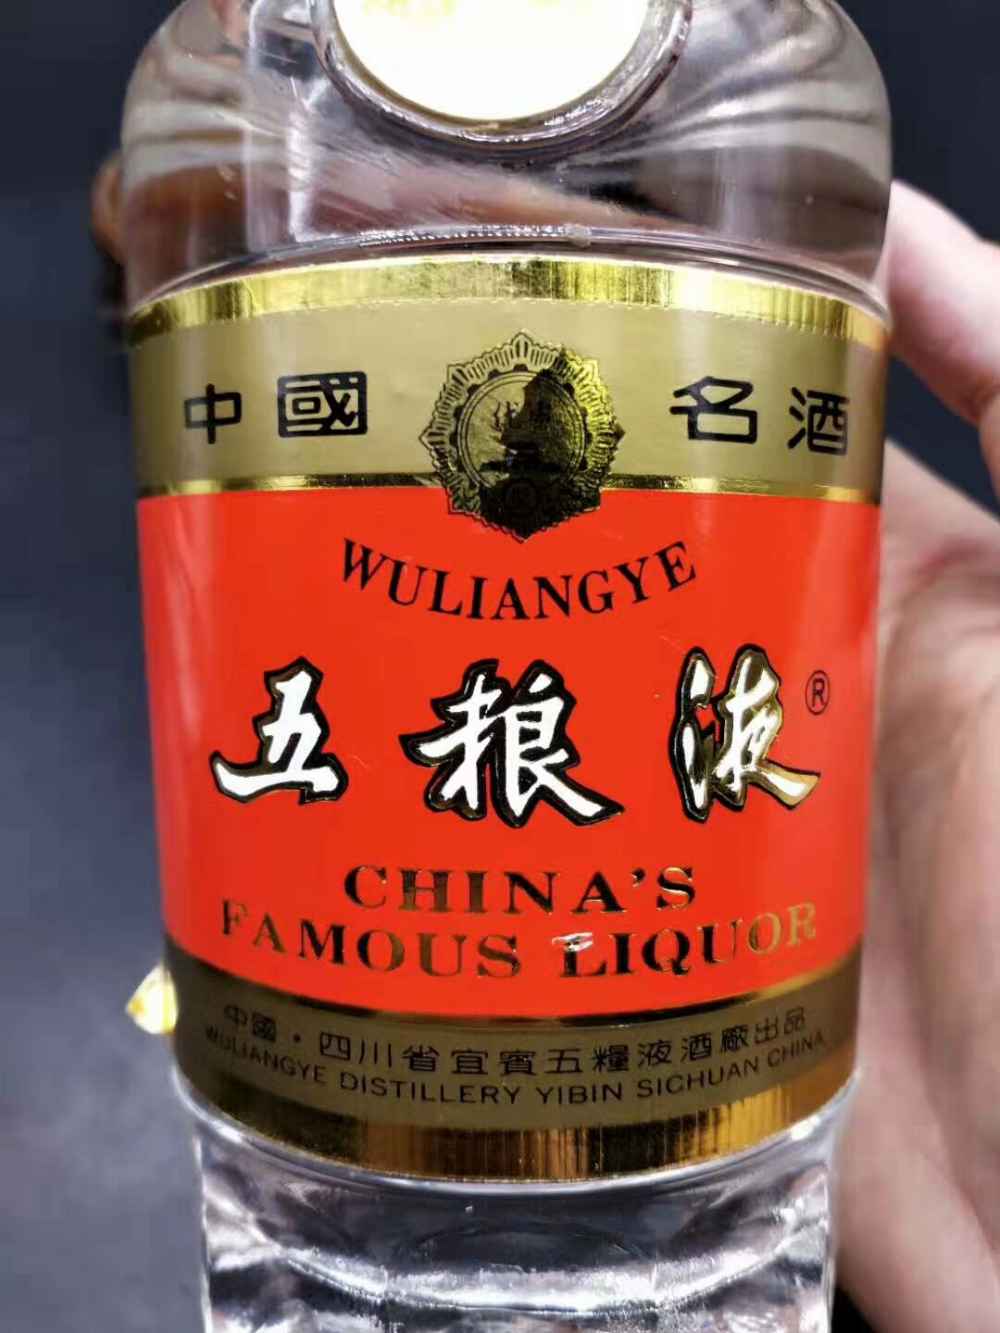 中國 名酒
WULIANGYE
五粮液®
CHINA'S
FAMOUS LIQUOR
中國·四川省宜賓五糧液酒廠出品
WULIANGYE DISTILLERY YIBIN SICHUAN CHINA